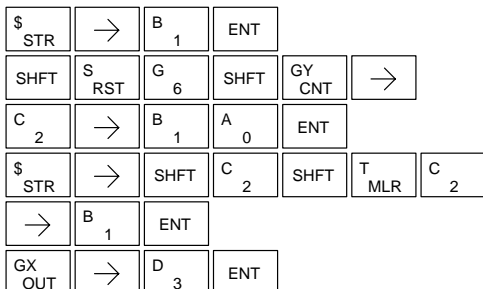 $ STR → B 1 ENT
SHFT S RST G 6 SHFT GY CNT →
C 2 → B 1 A 0 ENT
$ STR → SHFT C 2 SHFT T MLR C 2
→ B 1 ENT
GX OUT → D 3 ENT